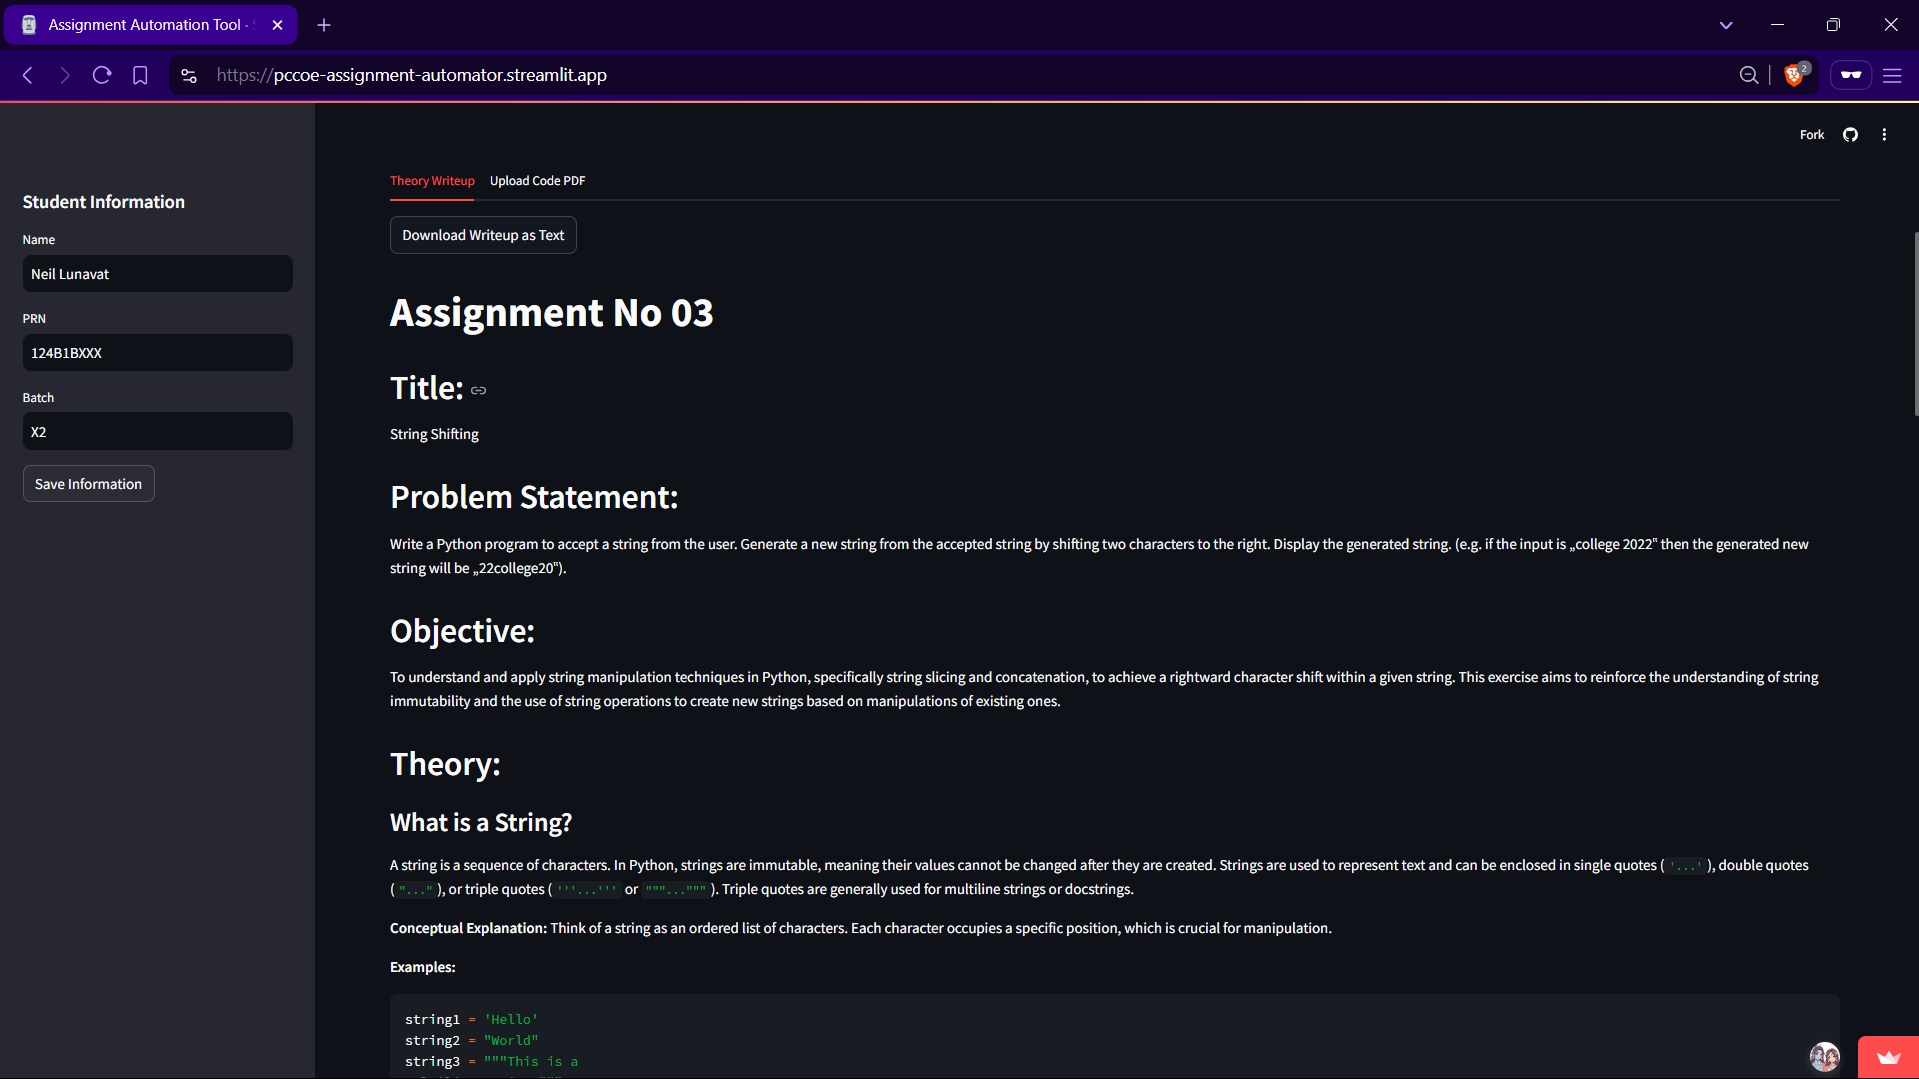 Assignment Automation Tool ·
https://pccoe-assignment-automator.streamlit.app
2
Fork
Student Information
Name
Neil Lunavat
PRN
124B1BXXX
Batch
X2
Save Information
Theory Writeup
Upload Code PDF
Download Writeup as Text
Assignment No 03
Title:
String Shifting
Problem Statement:
Write a Python program to accept a string from the user. Generate a new string from the accepted string by shifting two characters to the right. Display the generated string. (e.g. if the input is „college 2022‟ then the generated new
string will be „22college20‟).
Objective:
To understand and apply string manipulation techniques in Python, specifically string slicing and concatenation, to achieve a rightward character shift within a given string. This exercise aims to reinforce the understanding of string
immutability and the use of string operations to create new strings based on manipulations of existing ones.
Theory:
What is a String?
A string is a sequence of characters. In Python, strings are immutable, meaning their values cannot be changed after they are created. Strings are used to represent text and can be enclosed in single quotes ( '...' ), double quotes
( "..." ), or triple quotes ( '''...''' or """...""" ). Triple quotes are generally used for multiline strings or docstrings.
Conceptual Explanation: Think of a string as an ordered list of characters. Each character occupies a specific position, which is crucial for manipulation.
Examples:
string1 = 'Hello'
string2 = "World"
string3 = """This is a